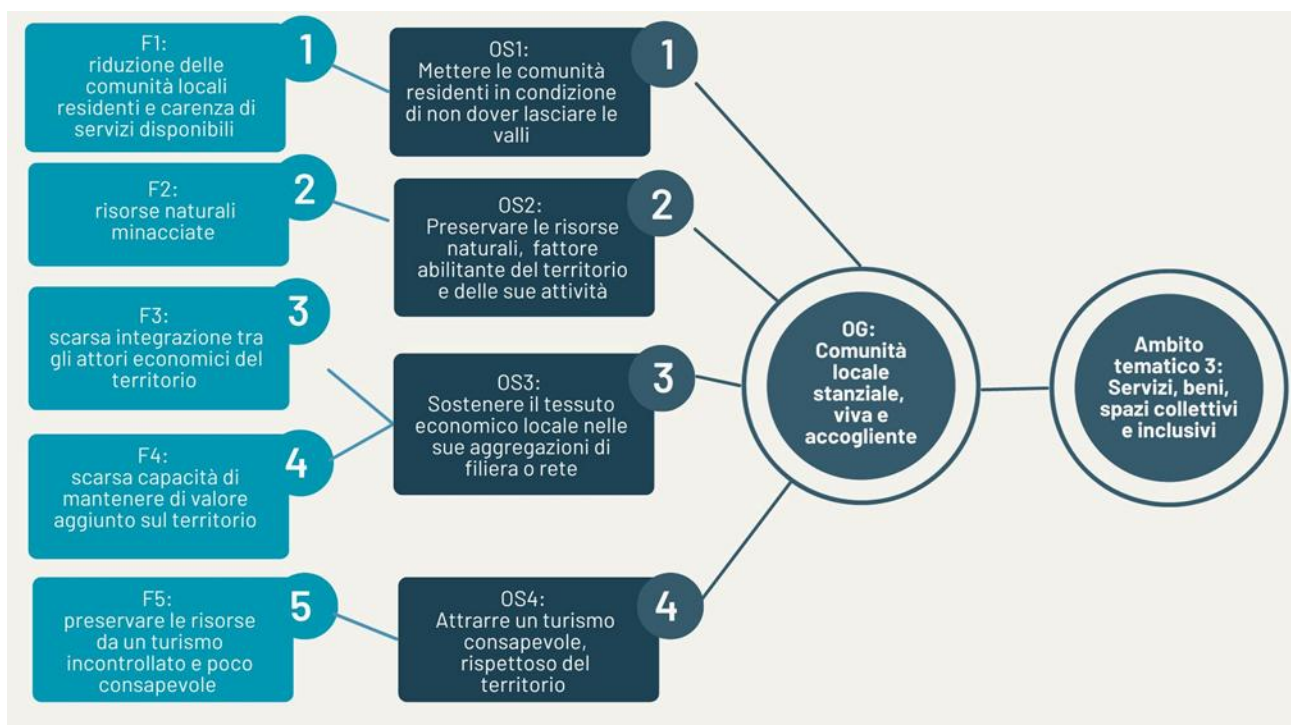 F1:
riduzione delle
comunità locali
residenti e carenza di
servizi disponibili
1
F2:
risorse naturali
minacciate
2
F3:
scarsa integrazione tra
gli attori economici del
territorio
3
F4:
scarsa capacità di
mantenere di valore
aggiunto sul territorio
4
F5:
preservare le risorse
da un turismo
incontrollato e poco
consapevole
5
OS1:
Mettere le comunità
residenti in condizione
di non dover lasciare le
valli
1
OS2:
Preservare le risorse
naturali, fattore
abilitante del territorio
e delle sue attività
2
OS3:
Sostenere il tessuto
economico locale nelle
sue aggregazioni di
filiera o rete
3
OS4:
Attrarre un turismo
consapevole,
rispettoso del
territorio
4
OG:
Comunità
locale
stanziale,
viva e
accogliente
Ambito
tematico 3:
Servizi, beni,
spazi collettivi
e inclusivi